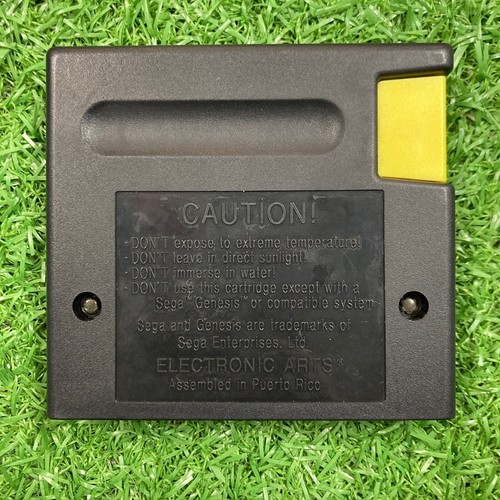 CAUTION!
-DON'T expose to extreme temperature!
-DON'T leave in direct sunlight!
-DON'T immerse in water!
-DON'T use this cartridge except with a
Sega™ Genesis™ or compatible system
Sega and Genesis are trademarks of
Sega Enterprises, Ltd.
ELECTRONIC ARTS®
Assembled in Puerto Rico